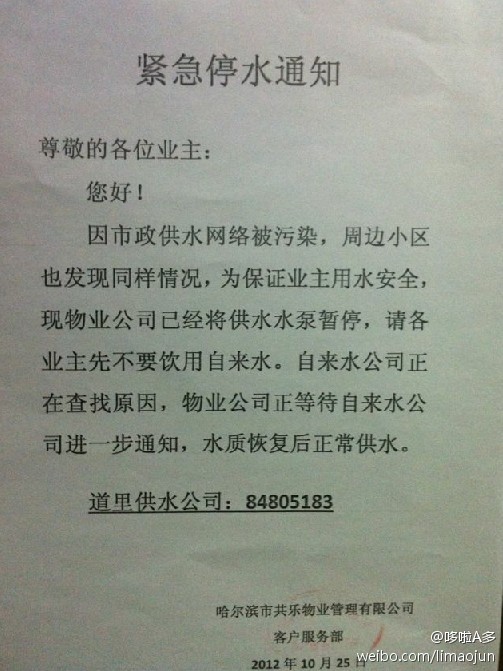 紧急停水通知
尊敬的各位业主：
您好！
因市政供水网络被污染，周边小区
也发现同样情况，为保证业主用水安全，
现物业公司已经将供水水泵暂停，请各
业主先不要饮用自来水。自来水公司正
在查找原因，物业公司正等待自来水公
司进一步通知，水质恢复后正常供水。
道里供水公司：84805183
哈尔滨市共乐物业管理有限公司
客户服务部
2012年10月25日
@哆啦A多
weibo.com/limaojun